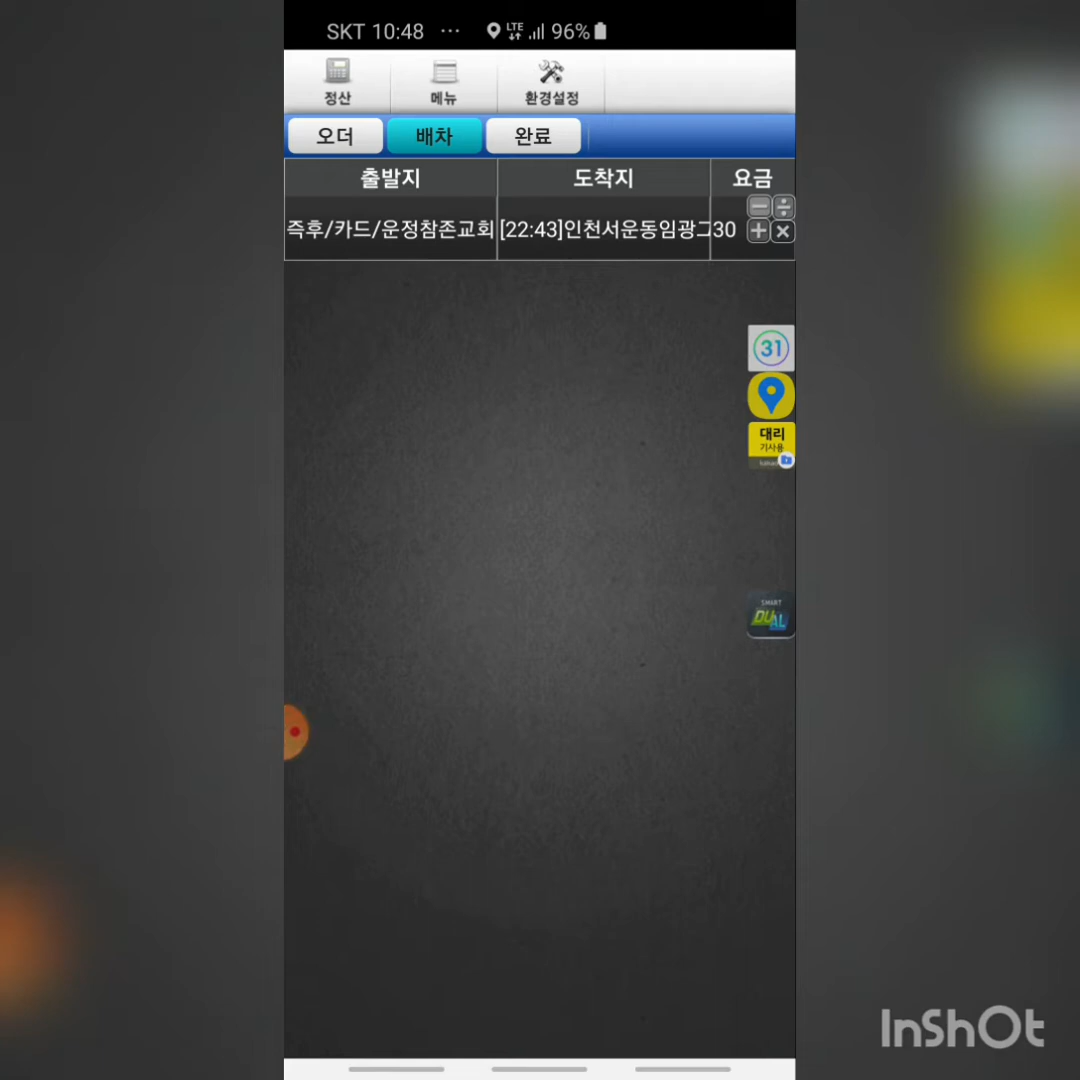 SKT 10:48 ··· LTE 96%
정산 메뉴 환경설정
오더 배차 완료
출발지 도착지 요금
즉후/카드/운정참존교회 [22:43]인천서운동임광그 30
31
대리
기사용
SMART
DUAL
InShOt